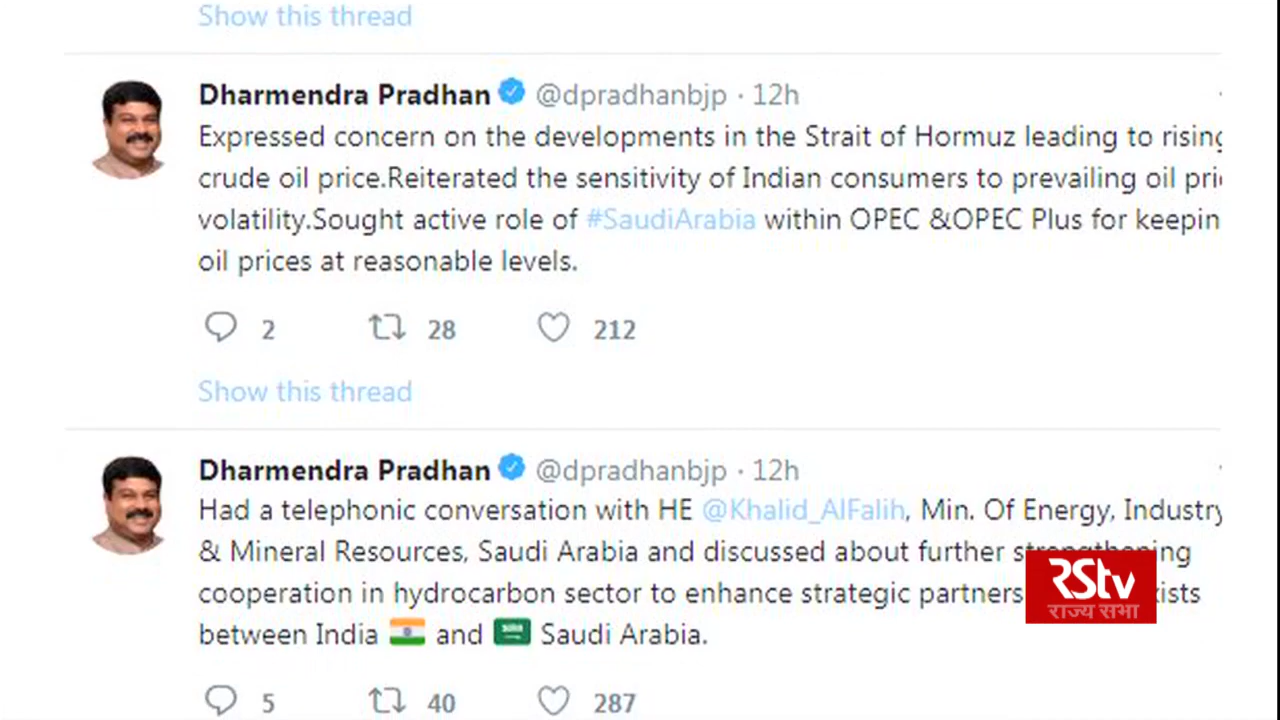 Show this thread
Dharmendra Pradhan @dpradhanbjp · 12h
Expressed concern on the developments in the Strait of Hormuz leading to rising
crude oil price.Reiterated the sensitivity of Indian consumers to prevailing oil
volatility.Sought active role of #SaudiArabia within OPEC &OPEC Plus for
oil prices at reasonable levels.
2 28 212
Show this thread
Dharmendra Pradhan @dpradhanbjp · 12h
Had a telephonic conversation with HE @Khalid_AlFalih, Min. Of Energy, Industry
& Mineral Resources, Saudi Arabia and discussed about further strengthening
cooperation in hydrocarbon sector to enhance strategic
between India and Saudi Arabia.
RSTV
राज्य सभा
5 40 287